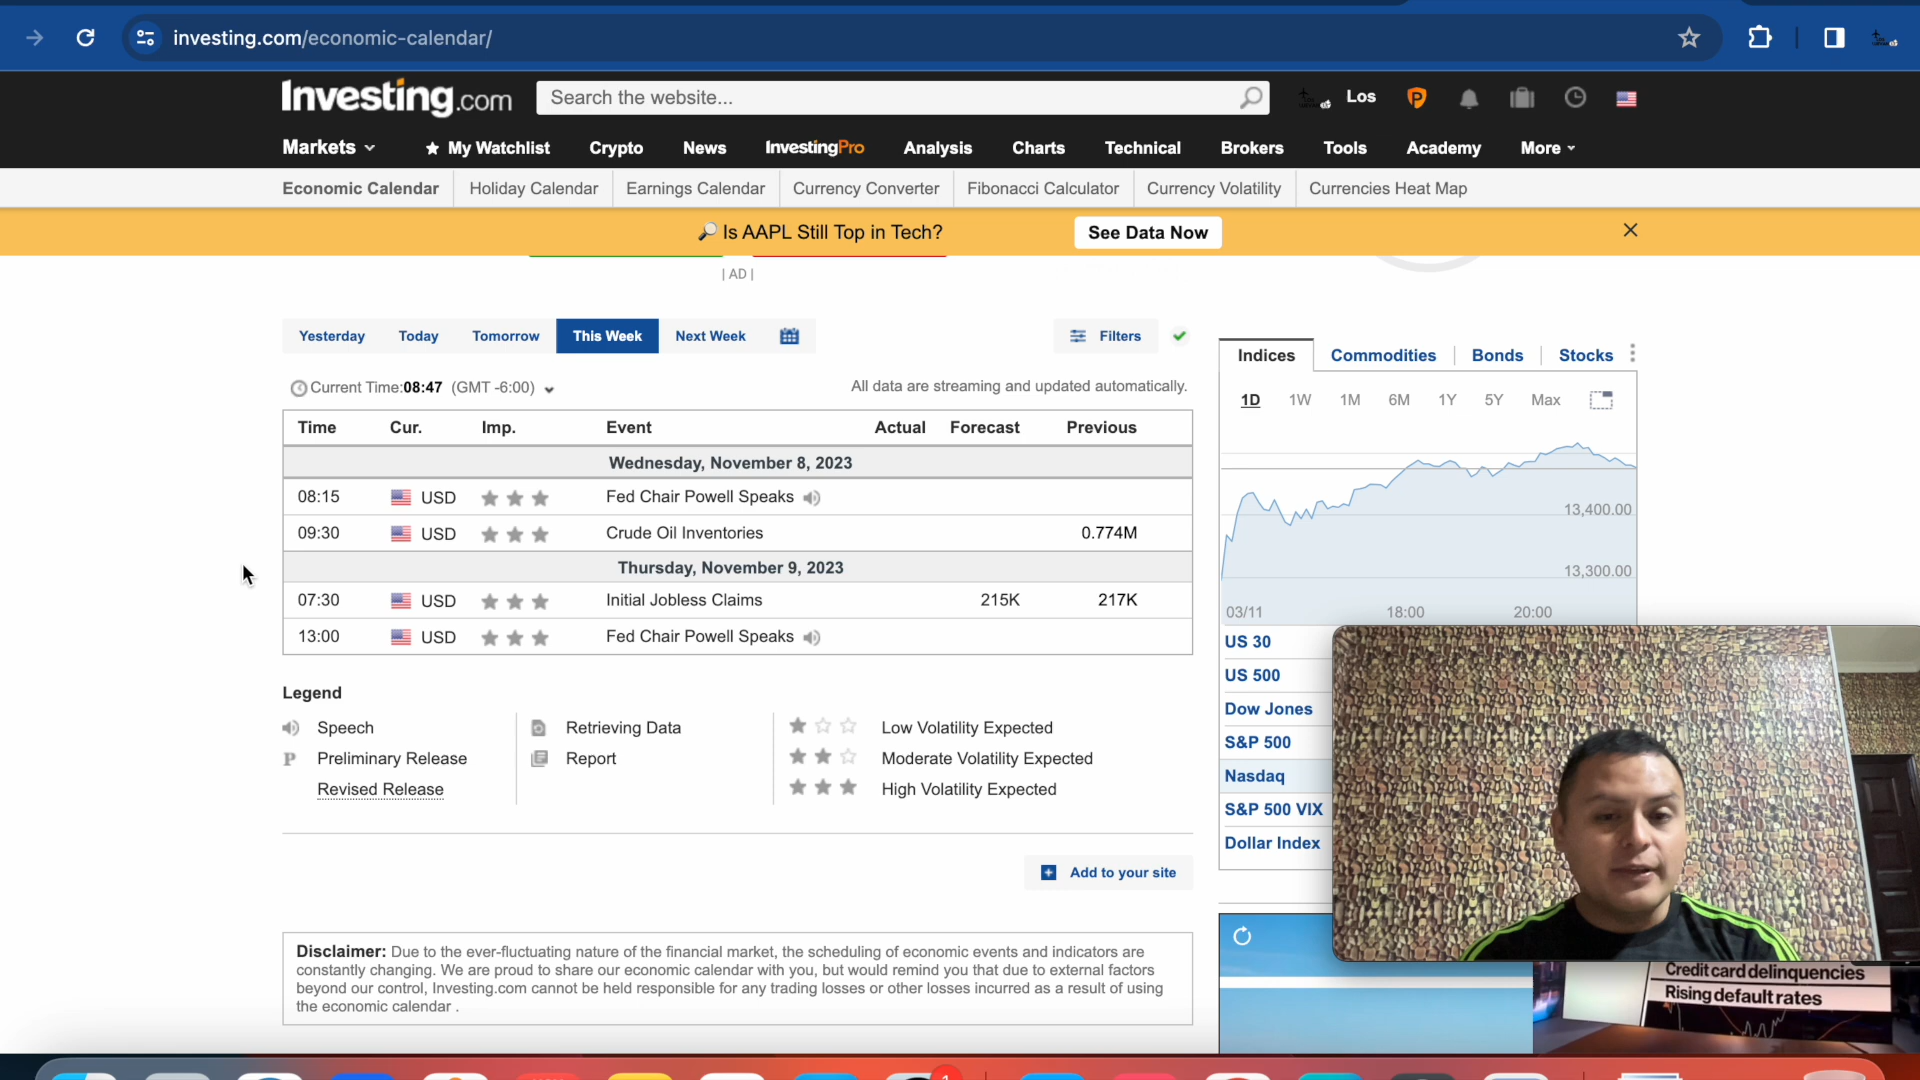 investing.com/economic-calendar/
Investing.com
Search the website...
Los
P
Markets
My Watchlist
Crypto
News
InvestingPro
Analysis
Charts
Technical
Brokers
Tools
Academy
More
Economic Calendar
Holiday Calendar
Earnings Calendar
Currency Converter
Fibonacci Calculator
Currency Volatility
Currencies Heat Map
Is AAPL Still Top in Tech?
See Data Now
| AD |
Yesterday
Today
Tomorrow
This Week
Next Week
Filters
Current Time:08:47 (GMT -6:00)
All data are streaming and updated automatically.
Time Cur. Imp. Event Actual Forecast Previous
Wednesday, November 8, 2023
08:15 USD Fed Chair Powell Speaks
09:30 USD Crude Oil Inventories 0.774M
Thursday, November 9, 2023
07:30 USD Initial Jobless Claims 215K 217K
13:00 USD Fed Chair Powell Speaks
Legend
Speech
P Preliminary Release
Revised Release
Retrieving Data
Report
Low Volatility Expected
Moderate Volatility Expected
High Volatility Expected
Add to your site
Disclaimer: Due to the ever-fluctuating nature of the financial market, the scheduling of economic events and indicators are
constantly changing. We are proud to share our economic calendar with you, but would remind you that due to external factors
beyond our control, Investing.com cannot be held responsible for any trading losses or other losses incurred as a result of using
the economic calendar .
Indices
Commodities
Bonds
Stocks
1D 1W 1M 6M 1Y 5Y Max
13,400.00
13,300.00
03/11 18:00 20:00
US 30
US 500
Dow Jones
S&P 500
Nasdaq
S&P 500 VIX
Dollar Index
Credit card delinquencies
Rising default rates
1